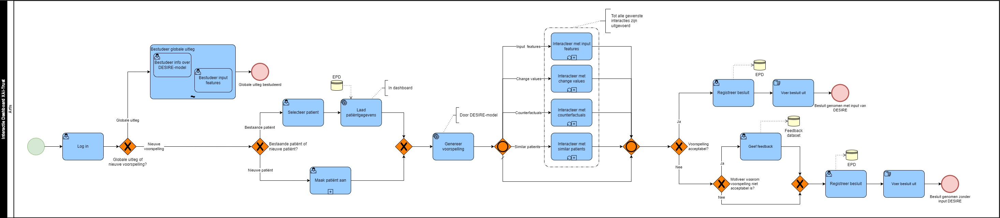 Interactie Dashboard XAI-Trust
Arts
Log in
Globale uitleg of
nieuwe voorspelling?
Globale uitleg
Nieuwe
voorspelling
Bestudeer globale uitleg
Bestudeer info over
DESIRE-model
Bestudeer input
features
Globale uitleg bestudeerd
Bestaande patiënt of
nieuwe patiënt?
Bestaande patiënt
Nieuwe patiënt
Selecteer patient
EPD
Laad
patiëntgegevens
In dashboard
Maak patiënt aan
Genereer
voorspelling
Door DESIRE-model
Input features
Change values
Counterfactuals
Similar patients
Tot alle gewenste
interacties zijn
uitgevoerd
Interacteer met input
features
Interacteer met
change values
Interacteer met
counterfactuals
Interacteer met
similar patients
Voorspelling
acceptabel?
Ja
Nee
Registreer besluit
EPD
Voer besluit uit
Besluit genomen met input van
DESIRE
Motiveer waarom
voorspelling niet
acceptabel is?
Ja
Nee
Geef feedback
Feedback
dataset
Registreer besluit
EPD
Voer besluit uit
Besluit genomen zonder
input DESIRE